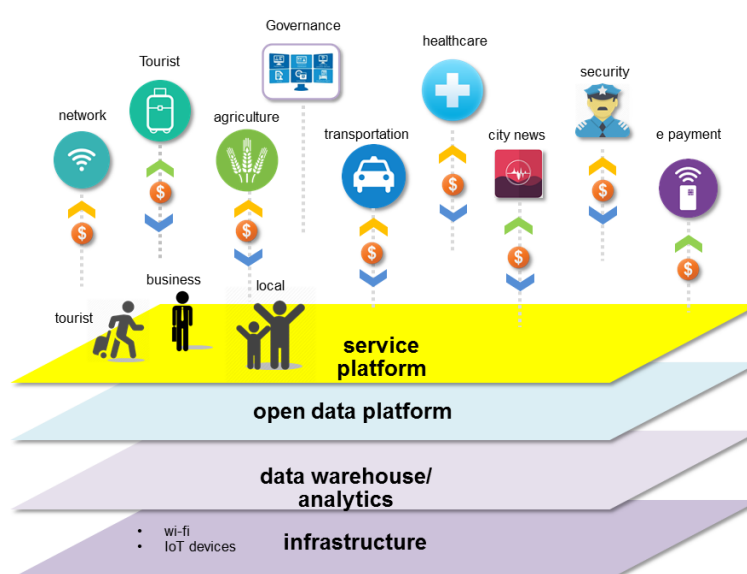 Governance
healthcare
Tourist
security
network
agriculture
transportation
city news
e payment
$
$
$
$
$
$
$
$
business
local
tourist
service
platform
open data platform
data warehouse/
analytics
• wi-fi
• IoT devices
infrastructure